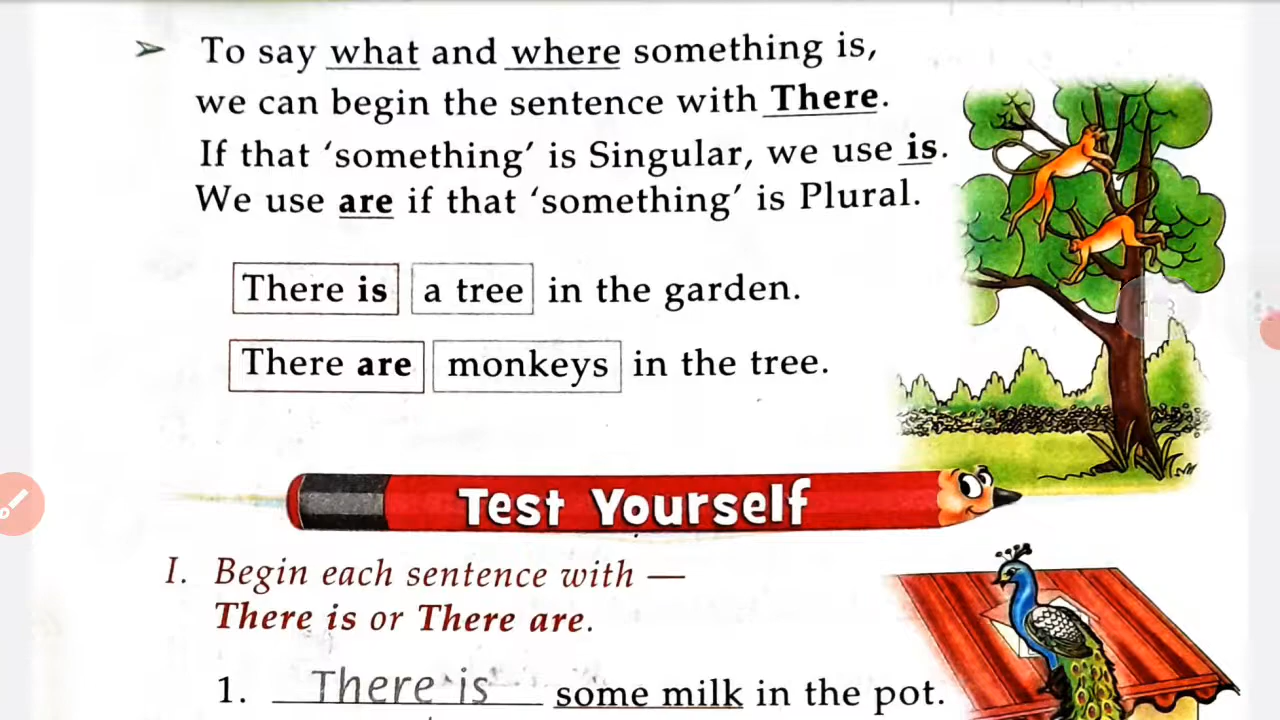 ➢ To say what and where something is,
we can begin the sentence with There.
If that ‘something’ is Singular, we use is.
We use are if that ‘something’ is Plural.
There is a tree in the garden.
There are monkeys in the tree.
Test Yourself
I. Begin each sentence with —
There is or There are.
1. There is some milk in the pot.